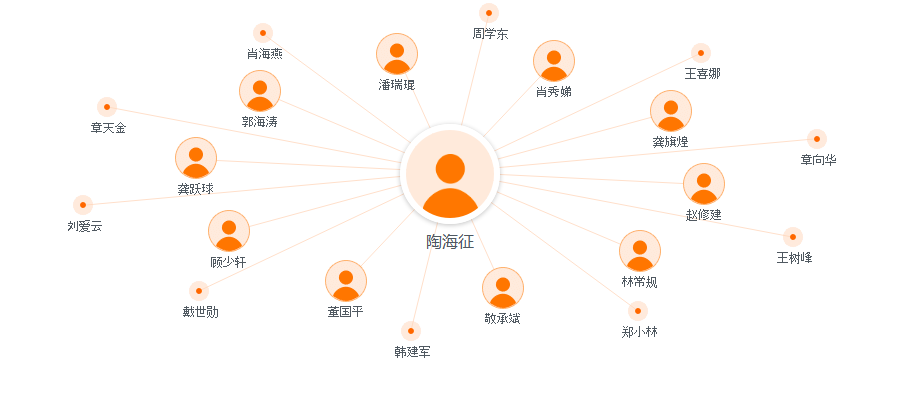 周学东
肖海燕
潘瑞琨
肖秀娣
王喜娜
郭海涛
章天金
龚旗煌
章向华
龚跃球
赵修建
刘爱云
陶海征
顾少轩
王树峰
林常规
戴世勋
董国平
敬承斌
郑小林
韩建军